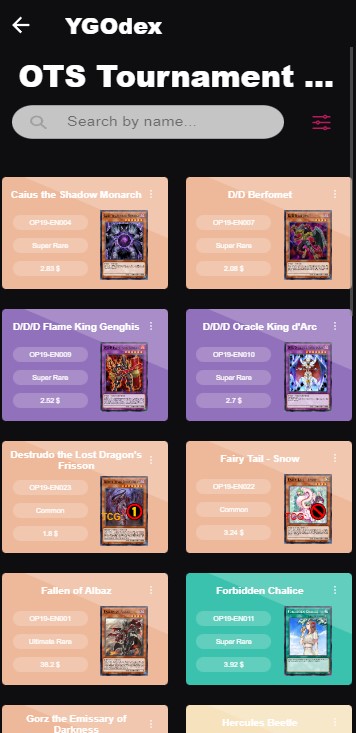 YGOdex
OTS Tournament ...
Search by name...
Caius the Shadow Monarch
OP19-EN004
Super Rare
2.83 $
D/D Berfomet
OP19-EN007
Super Rare
2.08 $
D/D/D Flame King Genghis
OP19-EN009
Super Rare
2.52 $
D/D/D Oracle King d'Arc
OP19-EN010
Super Rare
2.7 $
Destrudo the Lost Dragon's
Frisson
OP19-EN023
Common
1.8 $
TCG: 1
Fairy Tail - Snow
OP19-EN022
Common
3.24 $
TCG:
Fallen of Albaz
OP19-EN001
Ultimate Rare
38.2 $
Forbidden Chalice
OP19-EN011
Super Rare
3.92 $
Gorz the Emissary of
Darkness
Hercules Beetle